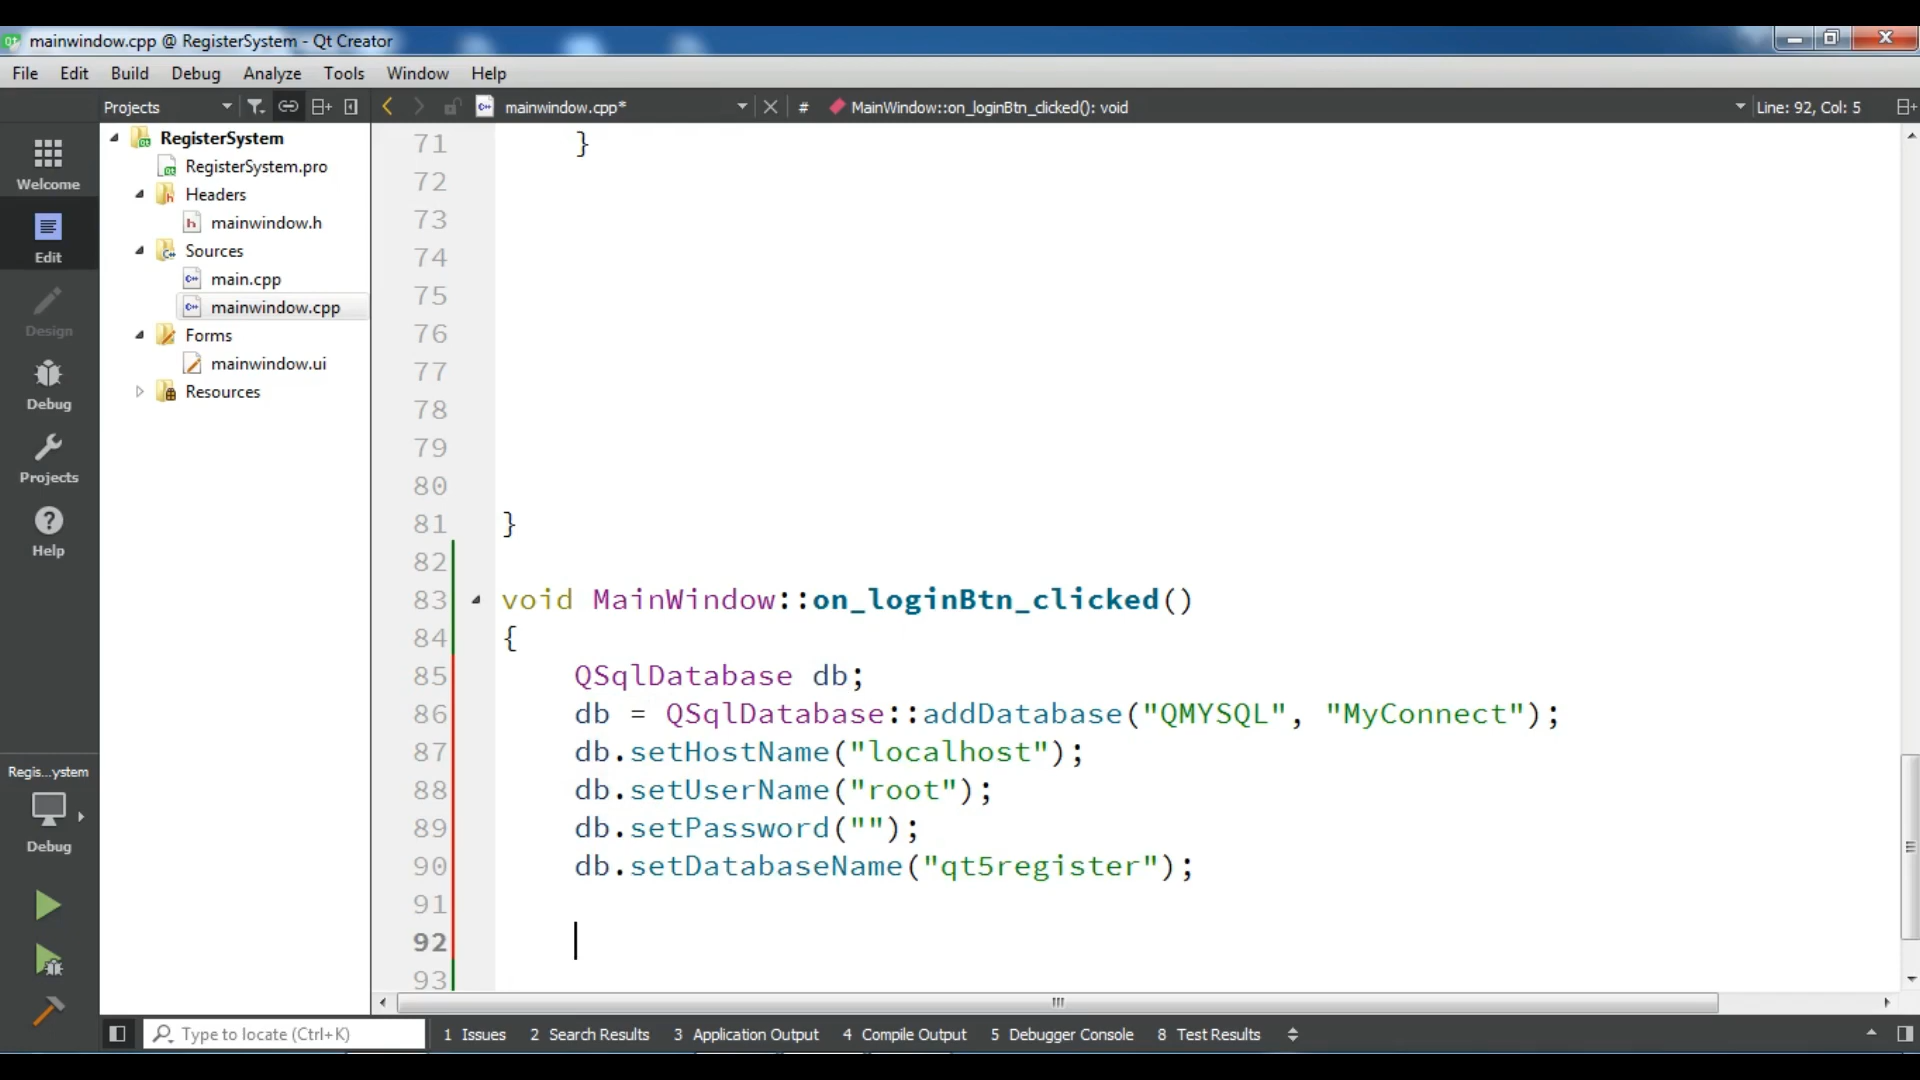 mainwindow.cpp @ RegisterSystem - Qt Creator
File Edit Build Debug Analyze Tools Window Help
Projects mainwindow.cpp* # MainWindow::on_loginBtn_clicked(): void Line: 92, Col: 5
Welcome
Edit
Design
Debug
Projects
Help
Regis...ystem
Debug
RegisterSystem
RegisterSystem.pro
Headers
mainwindow.h
Sources
main.cpp
mainwindow.cpp
Forms
mainwindow.ui
Resources
71 }
72
73
74
75
76
77
78
79
80
81 }
82
83 void MainWindow::on_loginBtn_clicked()
84 {
85 QSqlDatabase db;
86 db = QSqlDatabase::addDatabase("QMYSQL", "MyConnect");
87 db.setHostName("localhost");
88 db.setUserName("root");
89 db.setPassword("");
90 db.setDatabaseName("qt5register");
91
92
93
Type to locate (Ctrl+K) 1 Issues 2 Search Results 3 Application Output 4 Compile Output 5 Debugger Console 8 Test Results